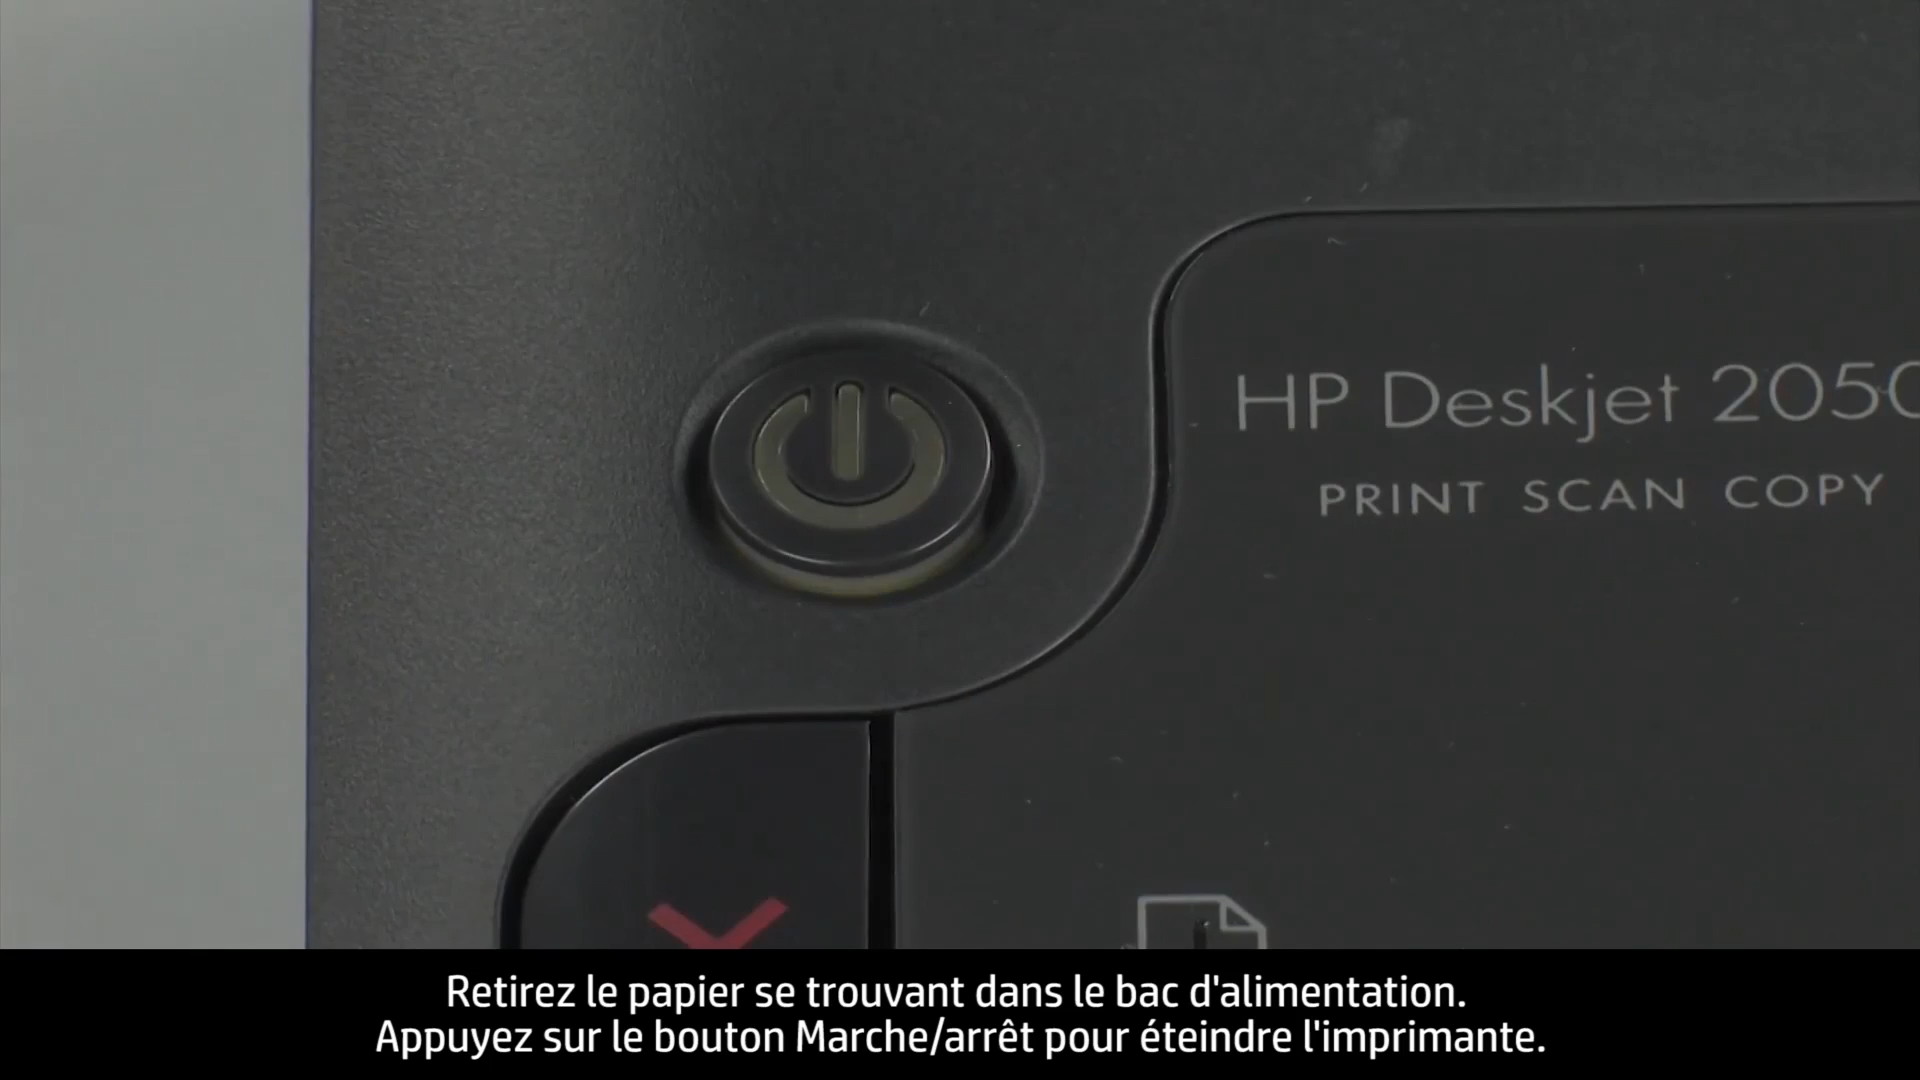 HP Deskjet 2050
PRINT SCAN COPY
Retirez le papier se trouvant dans le bac d'alimentation.
Appuyez sur le bouton Marche/arrêt pour éteindre l'imprimante.